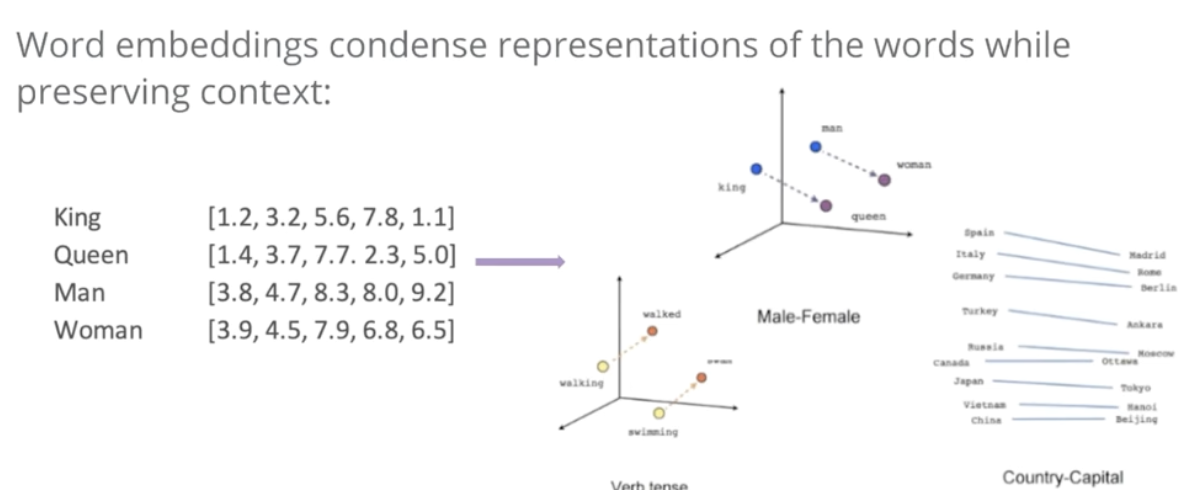 Word embeddings condense representations of the words while
preserving context:
King [1.2, 3.2, 5.6, 7.8, 1.1]
Queen [1.4, 3.7, 7.7. 2.3, 5.0]
Man [3.8, 4.7, 8.3, 8.0, 9.2]
Woman [3.9, 4.5, 7.9, 6.8, 6.5]
man
woman
king
queen
Male-Female
walked
walking
swimming
Verb tense
Spain Madrid
Italy Rome
Germany Berlin
Turkey Ankara
Russia Moscow
Canada Ottawa
Japan Tokyo
Vietnam Hanoi
China Beijing
Country-Capital